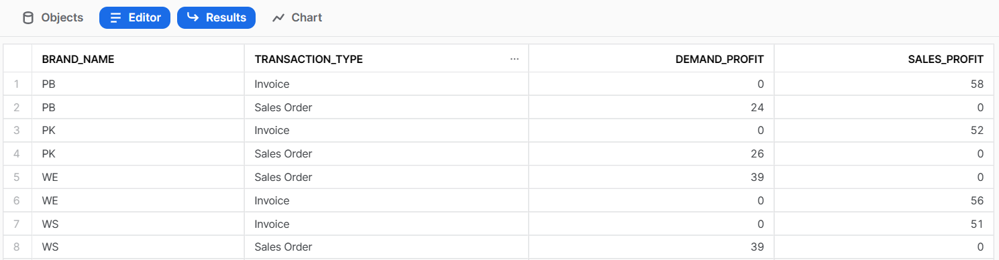 Objects Editor Results Chart
BRAND_NAME TRANSACTION_TYPE ... DEMAND_PROFIT SALES_PROFIT
1 PB Invoice 0 58
2 PB Sales Order 24 0
3 PK Invoice 0 52
4 PK Sales Order 26 0
5 WE Sales Order 39 0
6 WE Invoice 0 56
7 WS Invoice 0 51
8 WS Sales Order 39 0